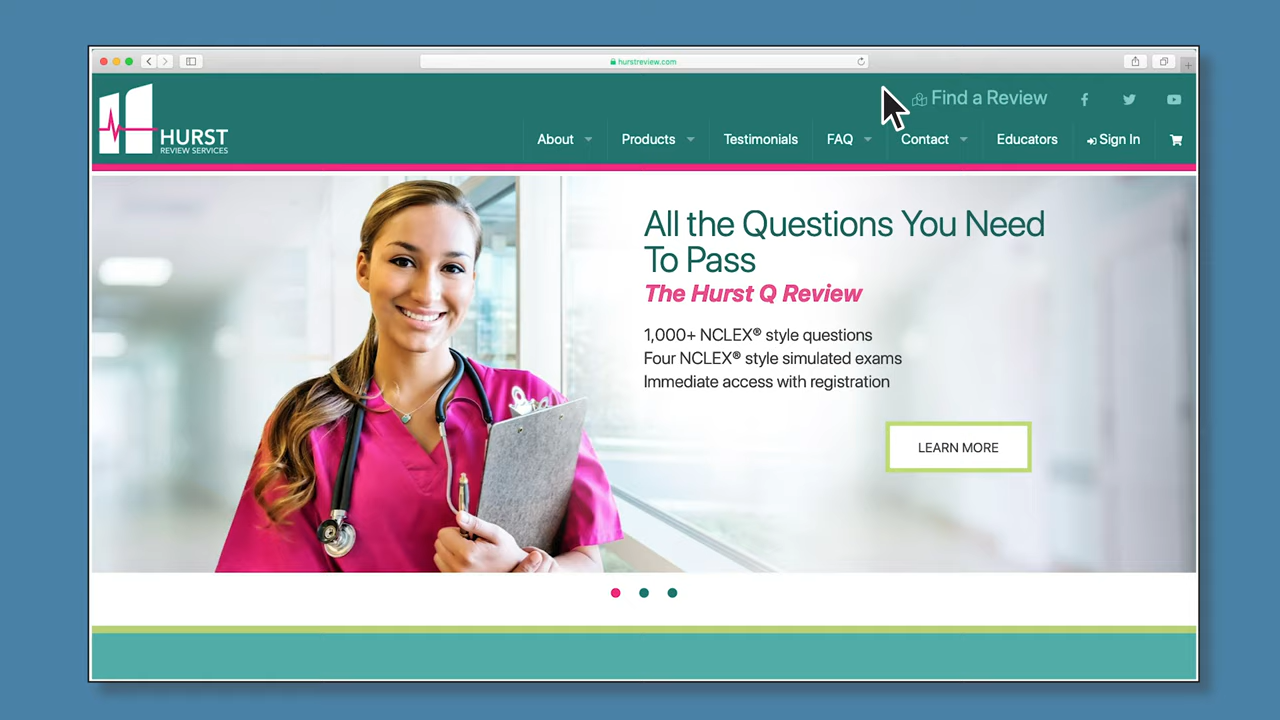 hurstreview.com
Find a Review
HURST
REVIEW SERVICES
About
Products
Testimonials
FAQ
Contact
Educators
Sign In
All the Questions You Need
To Pass
The Hurst Q Review
1,000+ NCLEX® style questions
Four NCLEX® style simulated exams
Immediate access with registration
LEARN MORE